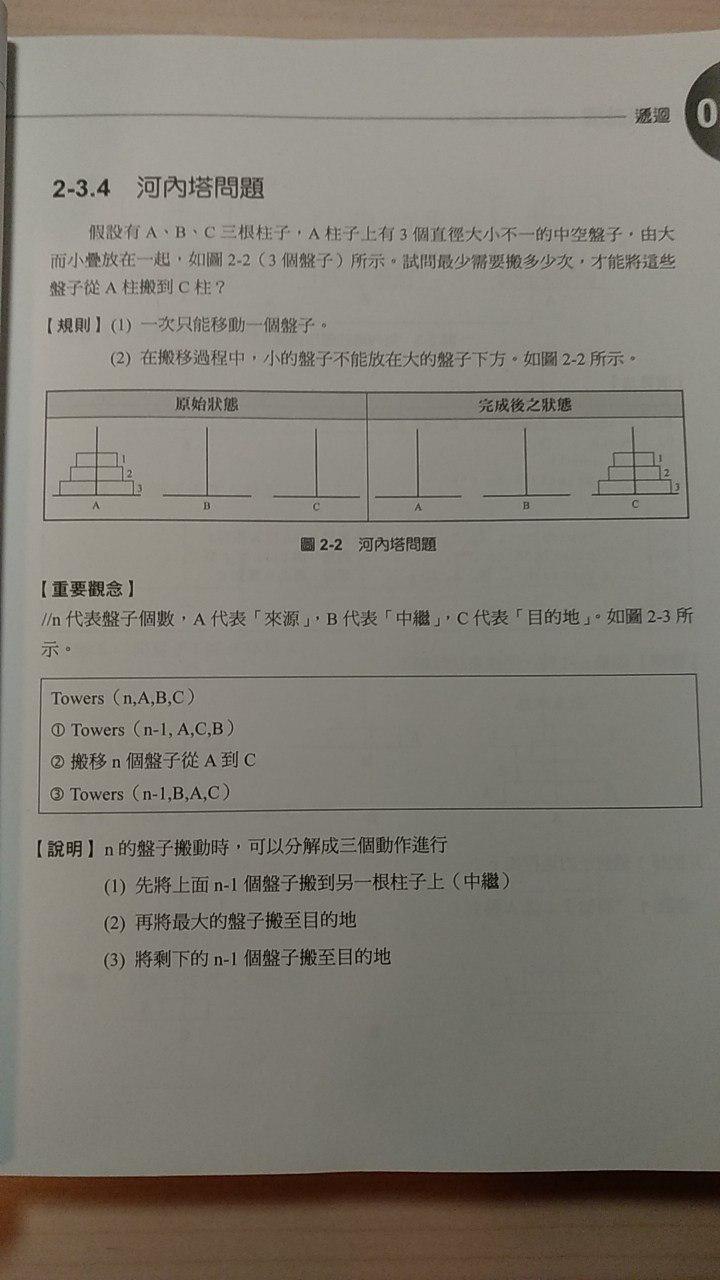 遞迴
0
2-3.4 河內塔問題
假設有 A、B、C 三根柱子，A 柱子上有 3 個直徑大小不一的中空盤子，由大
而小疊放在一起，如圖 2-2（3 個盤子）所示。試問最少需要搬多少次，才能將這些
盤子從 A 柱搬到 C 柱？
【規則】(1) 一次只能移動一個盤子。
(2) 在搬移過程中，小的盤子不能放在大的盤子下方。如圖 2-2 所示。
原始狀態 完成後之狀態
1 1
2 2
3 3
A B C A B C
圖 2-2 河內塔問題
【重要觀念】
//n 代表盤子個數，A 代表「來源」，B 代表「中繼」，C 代表「目的地」。如圖 2-3 所
示。
Towers（n,A,B,C）
① Towers（n-1, A,C,B）
② 搬移 n 個盤子從 A 到 C
③ Towers（n-1,B,A,C）
【說明】n 的盤子搬動時，可以分解成三個動作進行
(1) 先將上面 n-1 個盤子搬到另一根柱子上（中繼）
(2) 再將最大的盤子搬至目的地
(3) 將剩下的 n-1 個盤子搬至目的地